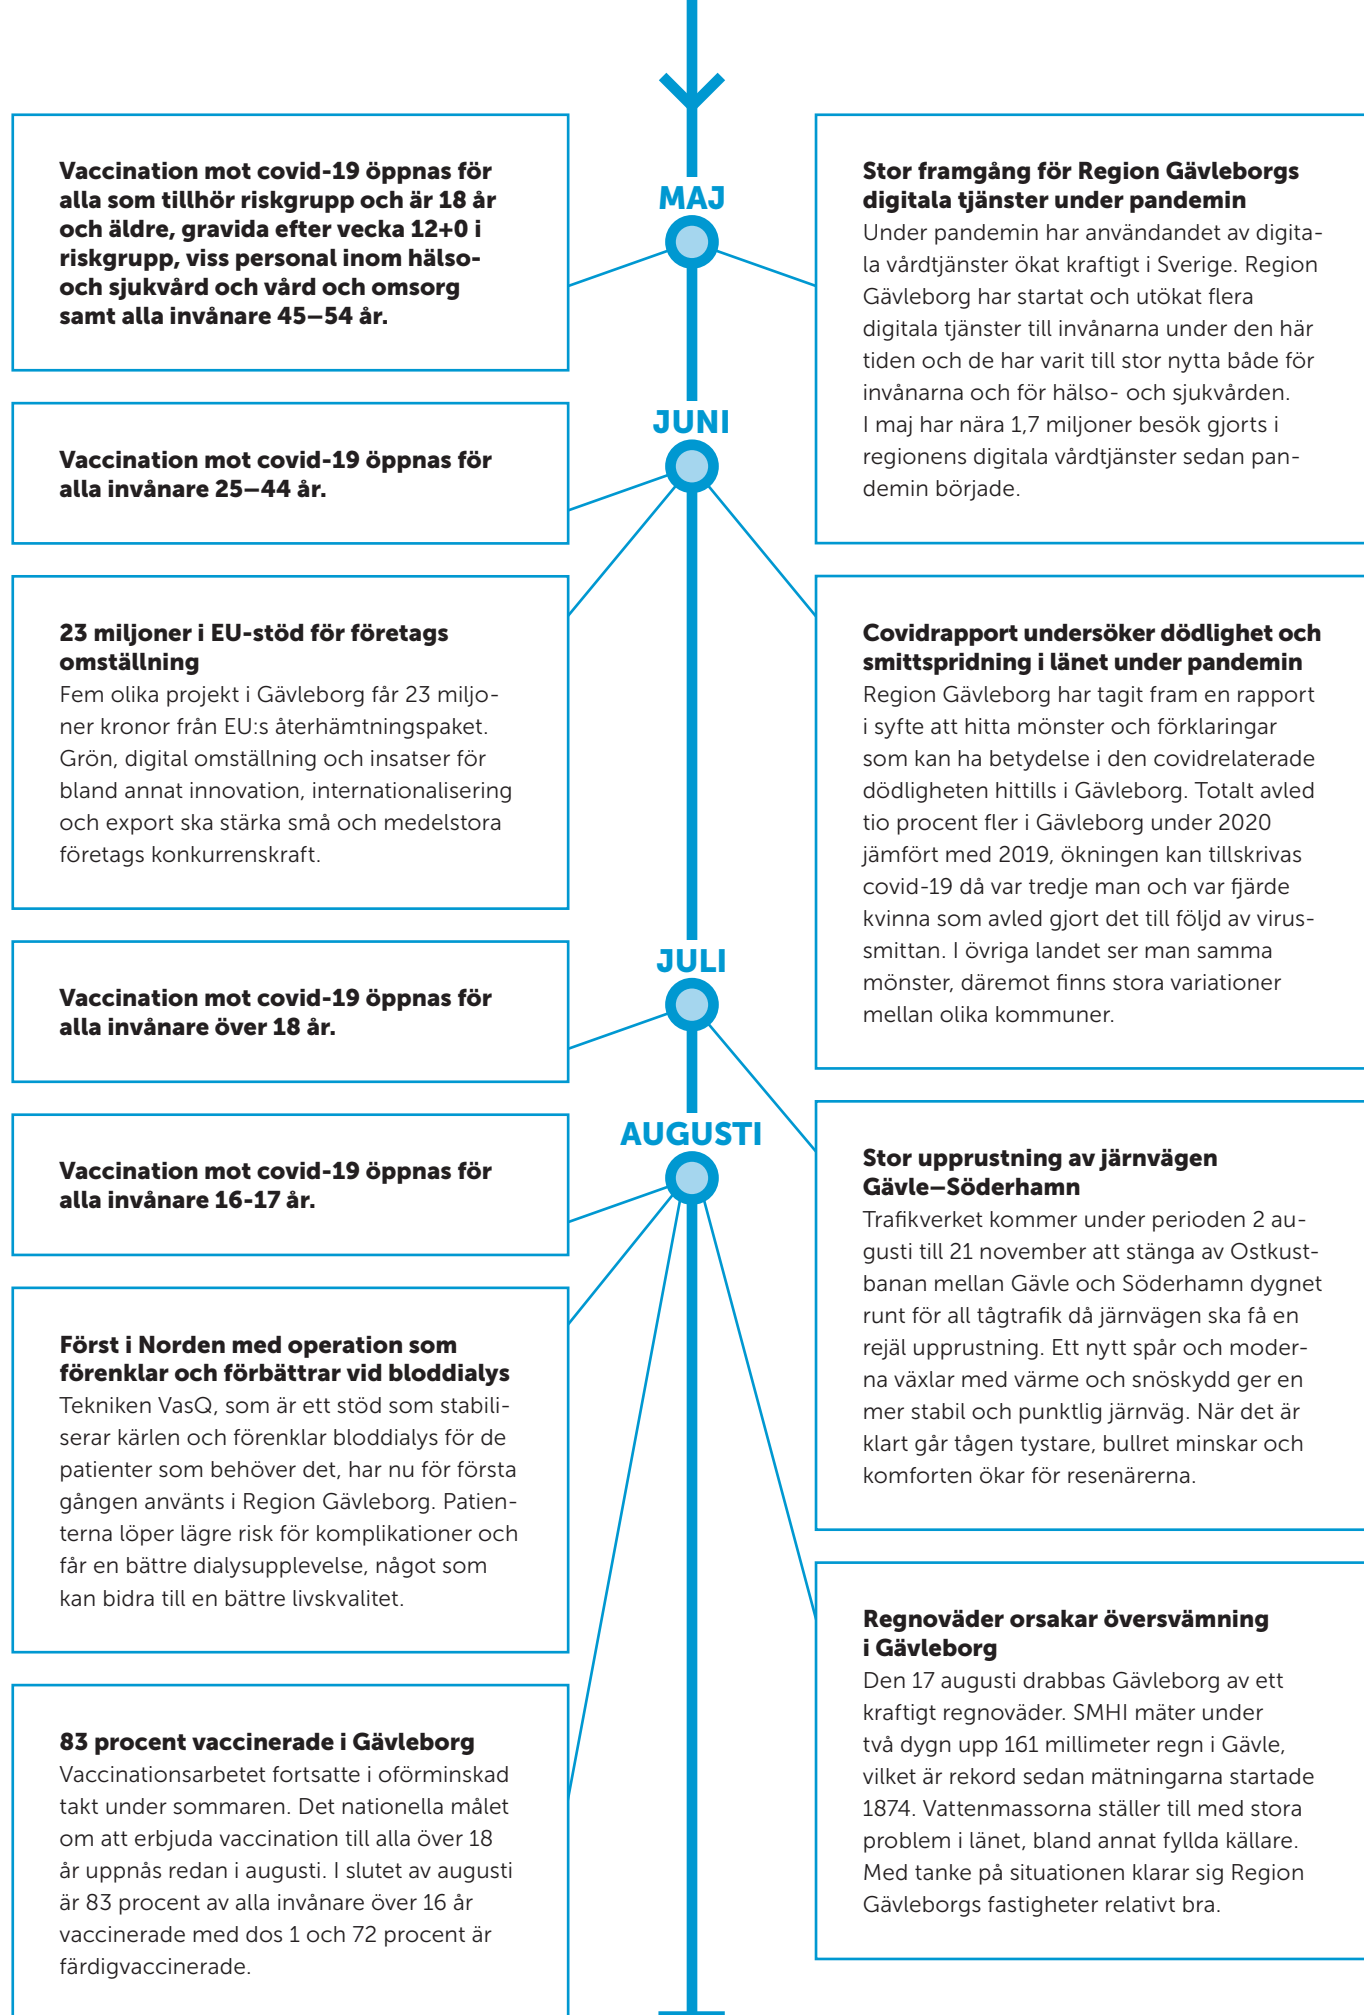 MAJ
Vaccination mot covid-19 öppnas för
alla som tillhör riskgrupp och är 18 år
och äldre, gravida efter vecka 12+0 i
riskgrupp, viss personal inom hälso-
och sjukvård och vård och omsorg
samt alla invånare 45–54 år.
Stor framgång för Region Gävleborgs
digitala tjänster under pandemin
Under pandemin har användandet av digita-
la vårdtjänster ökat kraftigt i Sverige. Region
Gävleborg har startat och utökat flera
digitala tjänster till invånarna under den här
tiden och de har varit till stor nytta både för
invånarna och för hälso- och sjukvården.
I maj har nära 1,7 miljoner besök gjorts i
regionens digitala vårdtjänster sedan pan-
demin började.
JUNI
Vaccination mot covid-19 öppnas för
alla invånare 25–44 år.
23 miljoner i EU-stöd för företags
omställning
Fem olika projekt i Gävleborg får 23 miljo-
ner kronor från EU:s återhämtningspaket.
Grön, digital omställning och insatser för
bland annat innovation, internationalisering
och export ska stärka små och medelstora
företags konkurrenskraft.
Covidrapport undersöker dödlighet och
smittspridning i länet under pandemin
Region Gävleborg har tagit fram en rapport
i syfte att hitta mönster och förklaringar
som kan ha betydelse i den covidrelaterade
dödligheten hittills i Gävleborg. Totalt avled
tio procent fler i Gävleborg under 2020
jämfört med 2019, ökningen kan tillskrivas
covid-19 då var tredje man och var fjärde
kvinna som avled gjort det till följd av virus-
smittan. I övriga landet ser man samma
mönster, däremot finns stora variationer
mellan olika kommuner.
JULI
Vaccination mot covid-19 öppnas för
alla invånare över 18 år.
Stor upprustning av järnvägen
Gävle–Söderhamn
Trafikverket kommer under perioden 2 au-
gusti till 21 november att stänga av Ostkust-
banan mellan Gävle och Söderhamn dygnet
runt för all tågtrafik då järnvägen ska få en
rejäl upprustning. Ett nytt spår och moder-
na växlar med värme och snöskydd ger en
mer stabil och punktlig järnväg. När det är
klart går tågen tystare, bullret minskar och
komforten ökar för resenärerna.
AUGUSTI
Vaccination mot covid-19 öppnas för
alla invånare 16-17 år.
Först i Norden med operation som
förenklar och förbättrar vid bloddialys
Tekniken VasQ, som är ett stöd som stabili-
serar kärlen och förenklar bloddialys för de
patienter som behöver det, har nu för första
gången använts i Region Gävleborg. Patien-
terna löper lägre risk för komplikationer och
får en bättre dialysupplevelse, något som
kan bidra till en bättre livskvalitet.
83 procent vaccinerade i Gävleborg
Vaccinationsarbetet fortsatte i oförminskad
takt under sommaren. Det nationella målet
om att erbjuda vaccination till alla över 18
år uppnås redan i augusti. I slutet av augusti
är 83 procent av alla invånare över 16 år
vaccinerade med dos 1 och 72 procent är
färdigvaccinerade.
Regnoväder orsakar översvämning
i Gävleborg
Den 17 augusti drabbas Gävleborg av ett
kraftigt regnoväder. SMHI mäter under
två dygn upp 161 millimeter regn i Gävle,
vilket är rekord sedan mätningarna startade
1874. Vattenmassorna ställer till med stora
problem i länet, bland annat fyllda källare.
Med tanke på situationen klarar sig Region
Gävleborgs fastigheter relativt bra.